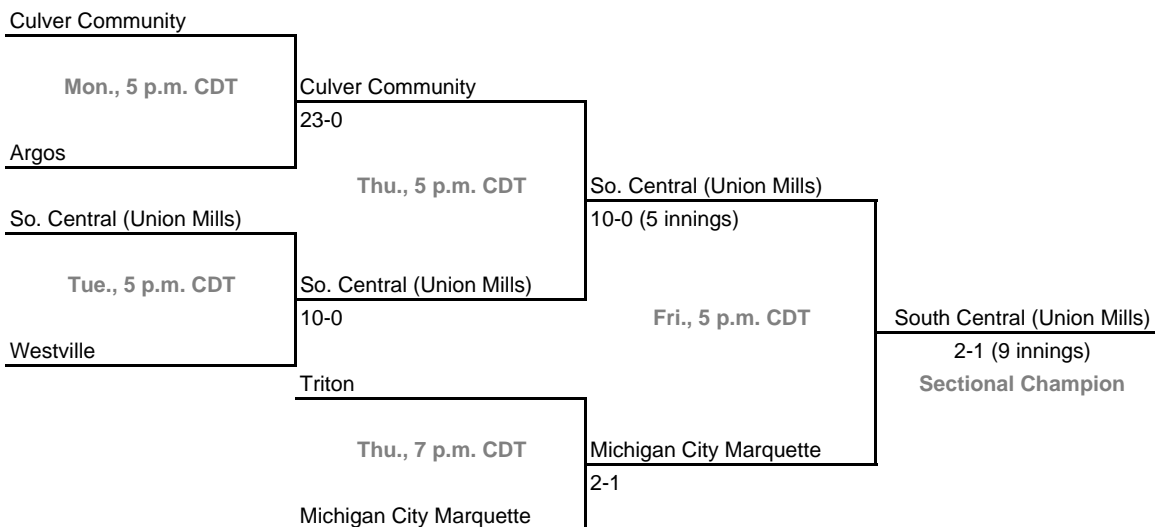 Culver Community
Mon., 5 p.m. CDT
Culver Community
23-0
Argos
Thu., 5 p.m. CDT
So. Central (Union Mills)
So. Central (Union Mills)
10-0 (5 innings)
Tue., 5 p.m. CDT
So. Central (Union Mills)
10-0
Fri., 5 p.m. CDT
South Central (Union Mills)
Westville
2-1 (9 innings)
Triton
Sectional Champion
Thu., 7 p.m. CDT
Michigan City Marquette
2-1
Michigan City Marquette